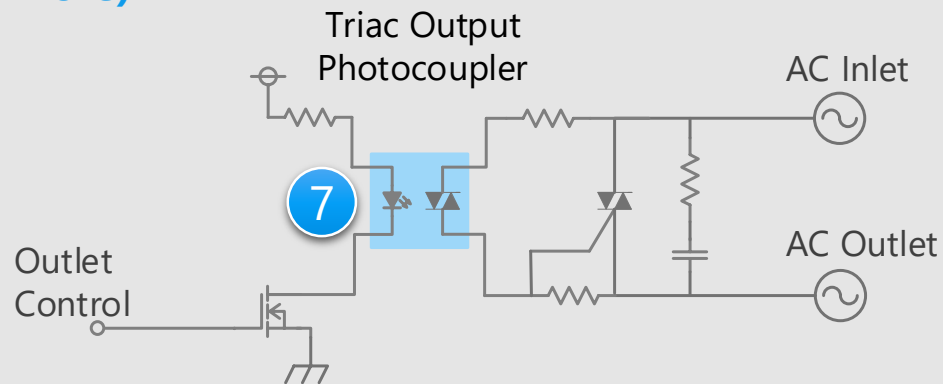 Triac Output
Photocoupler
AC Inlet
7
AC Outlet
Outlet
Control